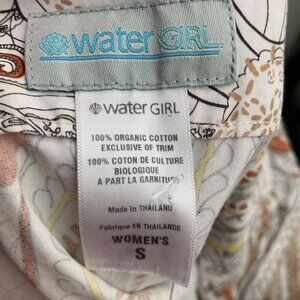 water GIRL
water GIRL
100% ORGANIC COTTON
EXCLUSIVE OF TRIM
100% COTON DE CULTURE
BIOLOGIQUE
A PART LA GARNITURE
Made in THAILAND
Fabriqué EN THAILANDE
WOMEN'S
S